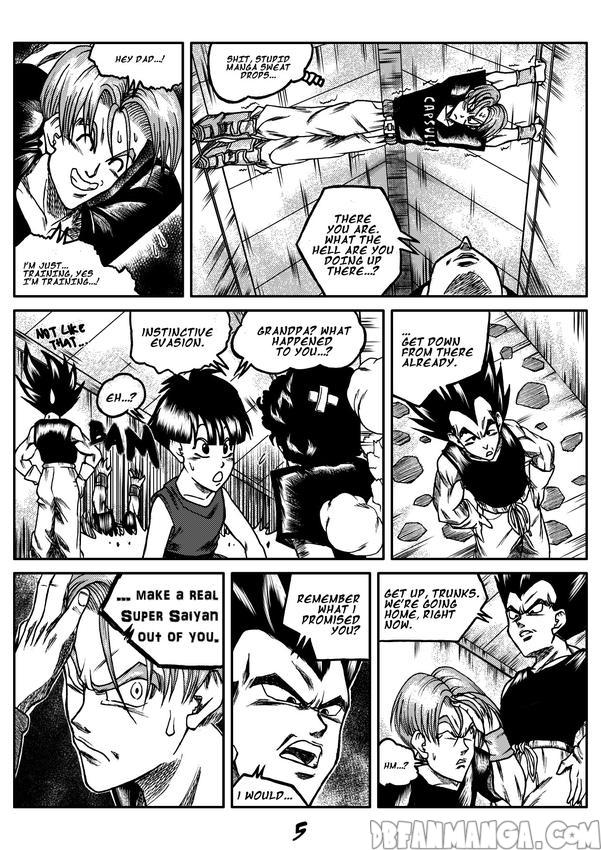 SHIT, STUPID
MANGA SWEAT
DROPS...
CAPSUL
THERE
YOU ARE.
WHAT THE
HELL ARE YOU
DOING UP
THERE...?
HEY DAD...!
I'M JUST...
TRAINING, YES
I'M TRAINING...!
...
GET DOWN
FROM THERE
ALREADY.
GRANDPA? WHAT
HAPPENED
TO YOU...?
INSTINCTIVE
EVASION.
EH...?
BAM
NOT LIKE
THAT...
GET UP, TRUNKS.
WE'RE GOING
HOME, RIGHT
NOW.
HM...?
REMEMBER
WHAT I
PROMISED
YOU?
I WOULD...
... MAKE A REAL
SUPER SAIYAN
OUT OF YOU.
5
DBFANMANGA.COM